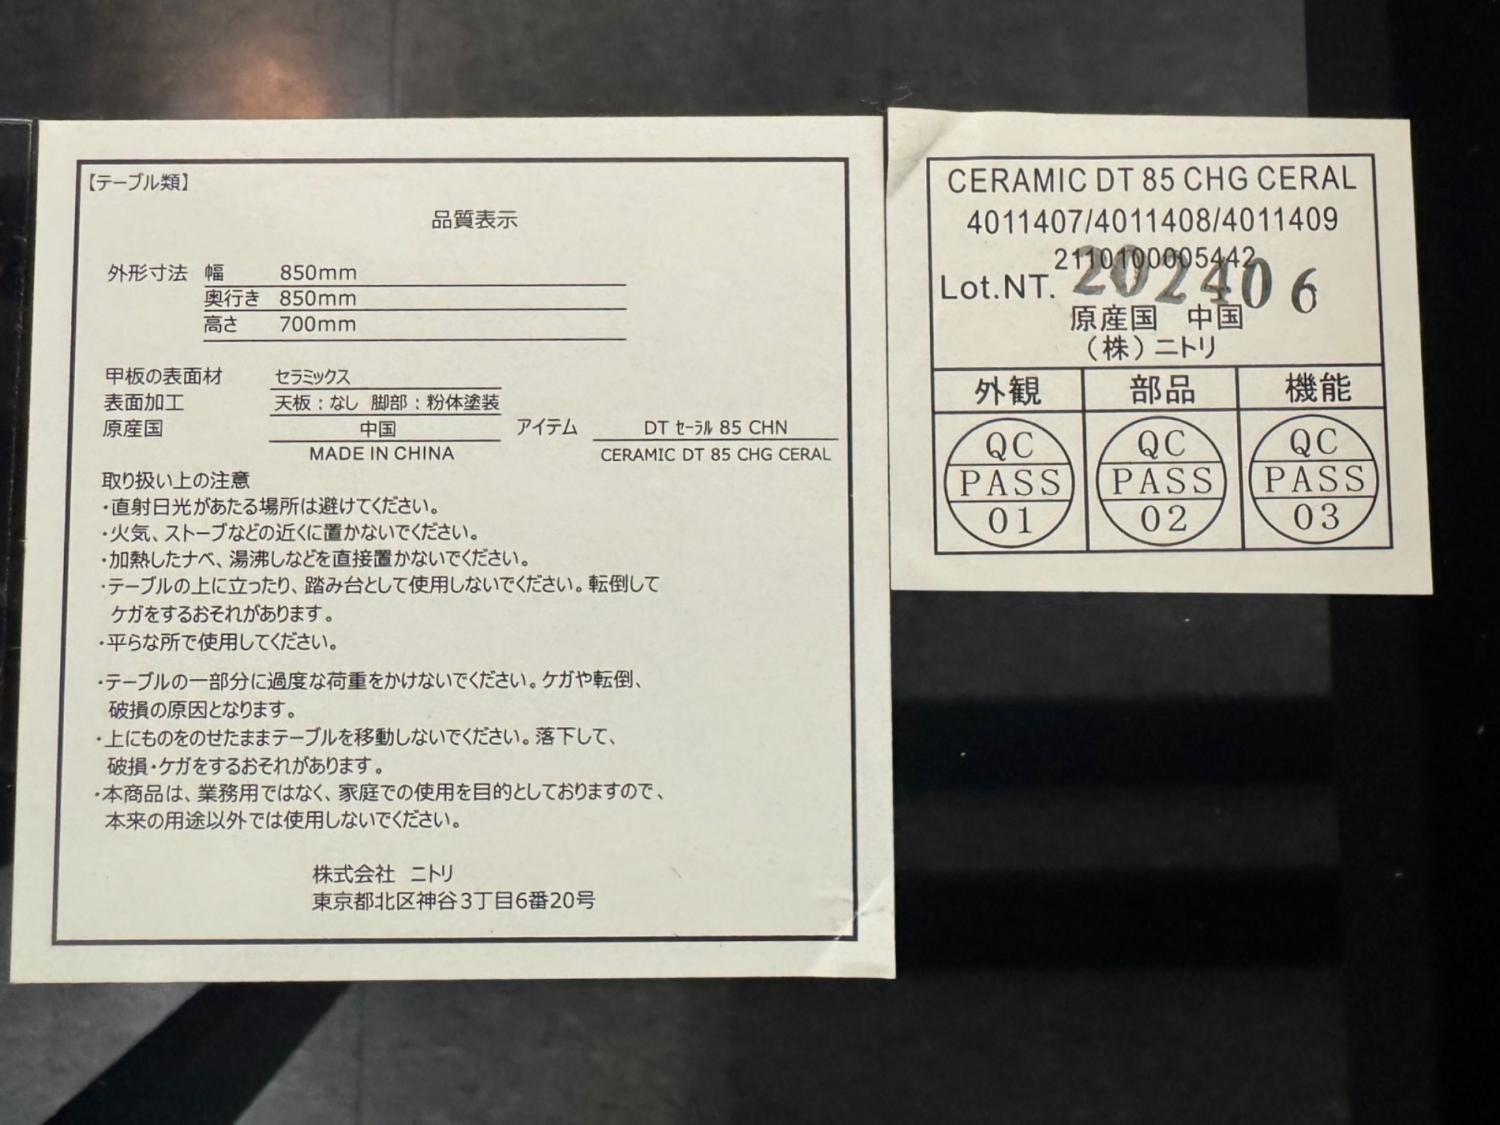 【テーブル類】
品質表示
外形寸法 幅 850mm
奥行き 850mm
高さ 700mm
甲板の表面材 セラミックス
表面加工 天板：なし 脚部：粉体塗装
原産国 中国 アイテム DT ｾｰﾗﾙ 85 CHN
MADE IN CHINA CERAMIC DT 85 CHG CERAL
取り扱い上の注意
・直射日光があたる場所は避けてください。
・火気、ストーブなどの近くに置かないでください。
・加熱したナベ、湯沸しなどを直接置かないでください。
・テーブルの上に立ったり、踏み台として使用しないでください。転倒して
ケガをするおそれがあります。
・平らな所で使用してください。
・テーブルの一部分に過度な荷重をかけないでください。ケガや転倒、
破損の原因となります。
・上にものをのせたままテーブルを移動しないでください。落下して、
破損・ケガをするおそれがあります。
・本商品は、業務用ではなく、家庭での使用を目的としておりますので、
本来の用途以外では使用しないでください。
株式会社 ニトリ
東京都北区神谷3丁目6番20号
CERAMIC DT 85 CHG CERAL
4011407/4011408/4011409
2110100005442
Lot.NT. 202406
原産国 中国
（株）ニトリ
外観 部品 機能
QC PASS 01
QC PASS 02
QC PASS 03